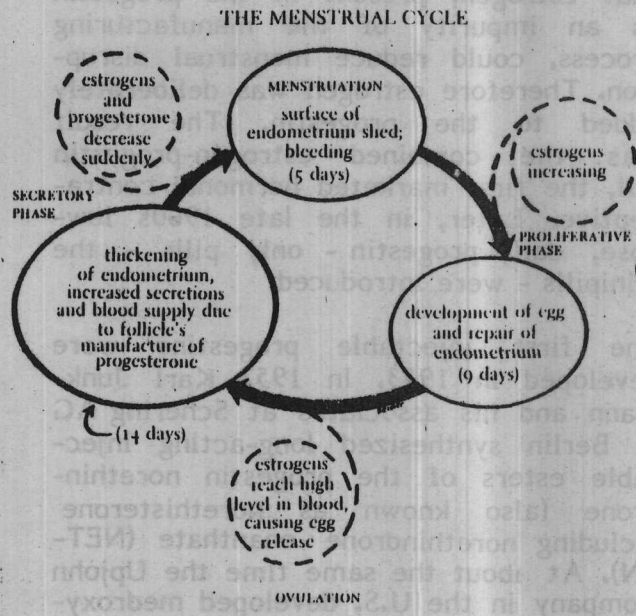 THE MENSTRUAL CYCLE
estrogens
and
progesterone
decrease
suddenly
MENSTRUATION
surface of
endometrium shed;
bleeding
(5 days)
estrogens
increasing
SECRETORY
PHASE
PROLIFERATIVE
PHASE
thickening
of endometrium,
increased secretions
and blood supply due
to follicle's
manufacture of
progesterone
(14 days)
development of egg
and repair of
endometrium
(9 days)
estrogens
reach high
level in blood,
causing egg
release
OVULATION